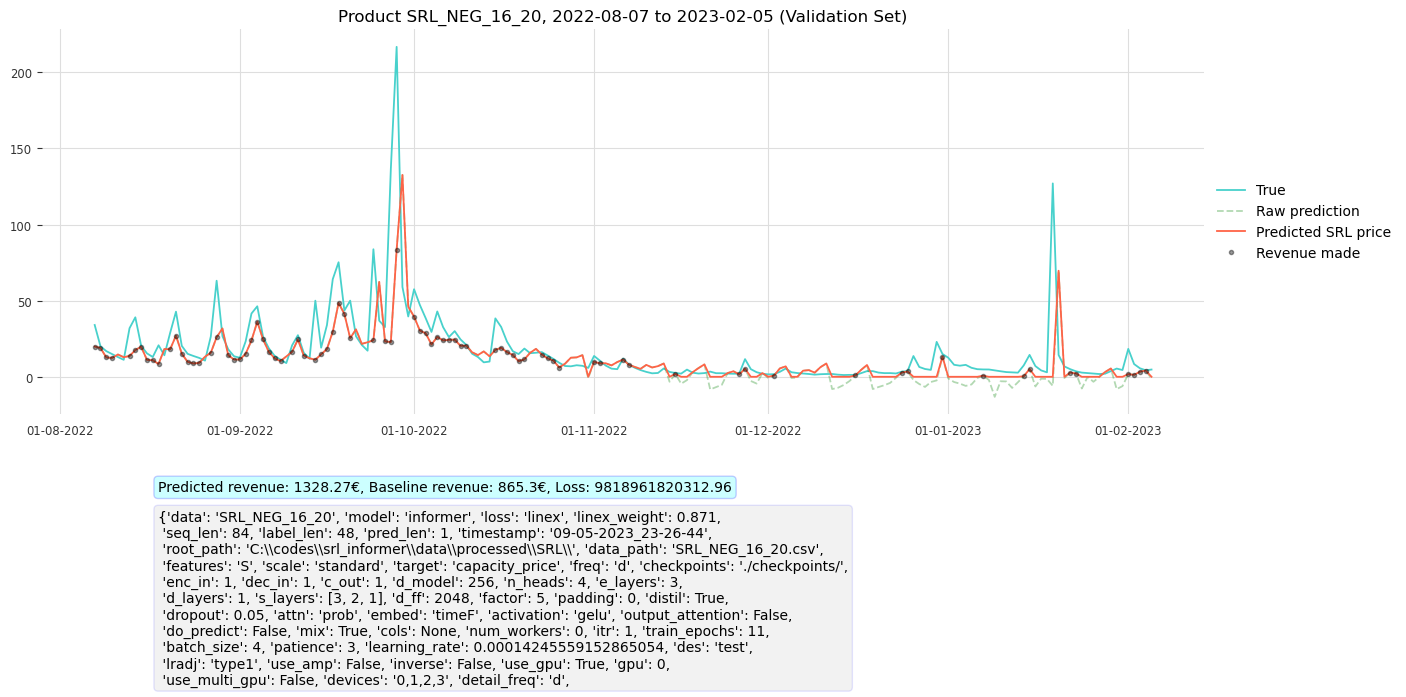 Product SRL_NEG_16_20, 2022-08-07 to 2023-02-05 (Validation Set)
200
150
100
50
0
01-08-2022
01-09-2022
01-10-2022
01-11-2022
01-12-2022
01-01-2023
01-02-2023
True
Raw prediction
Predicted SRL price
Revenue made
Predicted revenue: 1328.27€, Baseline revenue: 865.3€, Loss: 9818961820312.96
{'data': 'SRL_NEG_16_20', 'model': 'informer', 'loss': 'linex', 'linex_weight': 0.871,
'seq_len': 84, 'label_len': 48, 'pred_len': 1, 'timestamp': '09-05-2023_23-26-44',
'root_path': 'C:\\codes\\srl_informer\\data\\processed\\SRL\\', 'data_path': 'SRL_NEG_16_20.csv',
'features': 'S', 'scale': 'standard', 'target': 'capacity_price', 'freq': 'd', 'checkpoints': './checkpoints/',
'enc_in': 1, 'dec_in': 1, 'c_out': 1, 'd_model': 256, 'n_heads': 4, 'e_layers': 3,
'd_layers': 1, 's_layers': [3, 2, 1], 'd_ff': 2048, 'factor': 5, 'padding': 0, 'distil': True,
'dropout': 0.05, 'attn': 'prob', 'embed': 'timeF', 'activation': 'gelu', 'output_attention': False,
'do_predict': False, 'mix': True, 'cols': None, 'num_workers': 0, 'itr': 1, 'train_epochs': 11,
'batch_size': 4, 'patience': 3, 'learning_rate': 0.00014245559152865054, 'des': 'test',
'lradj': 'type1', 'use_amp': False, 'inverse': False, 'use_gpu': True, 'gpu': 0,
'use_multi_gpu': False, 'devices': '0,1,2,3', 'detail_freq': 'd',